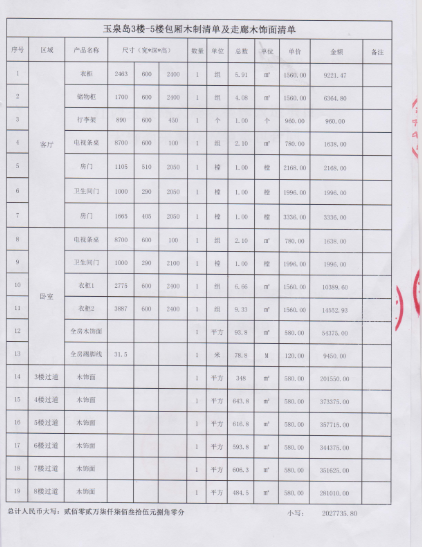 玉泉岛3楼-5楼包厢木制清单及走廊木饰面清单
序号 区域 产品名称 尺寸（宽*深*高） 数量 单位 总数 单位 单价 金额 备注
客厅
1 衣柜 2463 600 2400 1 组 5.91 ㎡ 1560.00 9221.47
2 储物柜 1700 600 2400 1 组 4.08 ㎡ 1560.00 6364.80
3 行李架 890 600 450 1 个 1.00 个 960.00 960.00
4 电视茶桌 8700 600 100 1 组 2.10 ㎡ 780.00 1638.00
5 房门 1165 510 2050 1 樘 1.00 樘 2168.00 2168.00
6 卫生间门 1000 290 2050 1 樘 1.00 樘 1996.00 1996.00
7 房门 1665 405 2050 1 樘 1.00 樘 3336.00 3336.00
卧室
8 电视茶桌 8700 600 100 1 组 2.10 ㎡ 780.00 1638.00
9 卫生间门 1000 290 2100 1 樘 1.00 樘 1996.00 1996.00
10 衣柜1 2775 600 2400 1 组 6.66 ㎡ 1560.00 10389.60
11 衣柜2 3887 600 2400 1 组 9.33 ㎡ 1560.00 14552.93
12 全房木饰面 1 平方 93.8 ㎡ 580.00 54375.00
13 全房踢脚线 31.5 1 米 78.8 M 120.00 9450.00
14 3楼过道 木饰面 1 平方 348 ㎡ 580.00
15 4楼过道 木饰面 1 平方 643.8 ㎡ 580.00 373375.00
16 5楼过道 木饰面 1 平方 616.8 ㎡ 580.00 357718.00
17 6楼过道 木饰面 1 平方 593.8 ㎡ 580.00 344375.00
18 7楼过道 木饰面 1 平方 606.3 ㎡ 580.00 351625.00
19 8楼过道 木饰面 1 平方 484.5 ㎡ 580.00 281010.00
总计人民币大写：贰佰零贰万柒仟柒佰叁拾伍元捌角零分 小写： 2027735.80